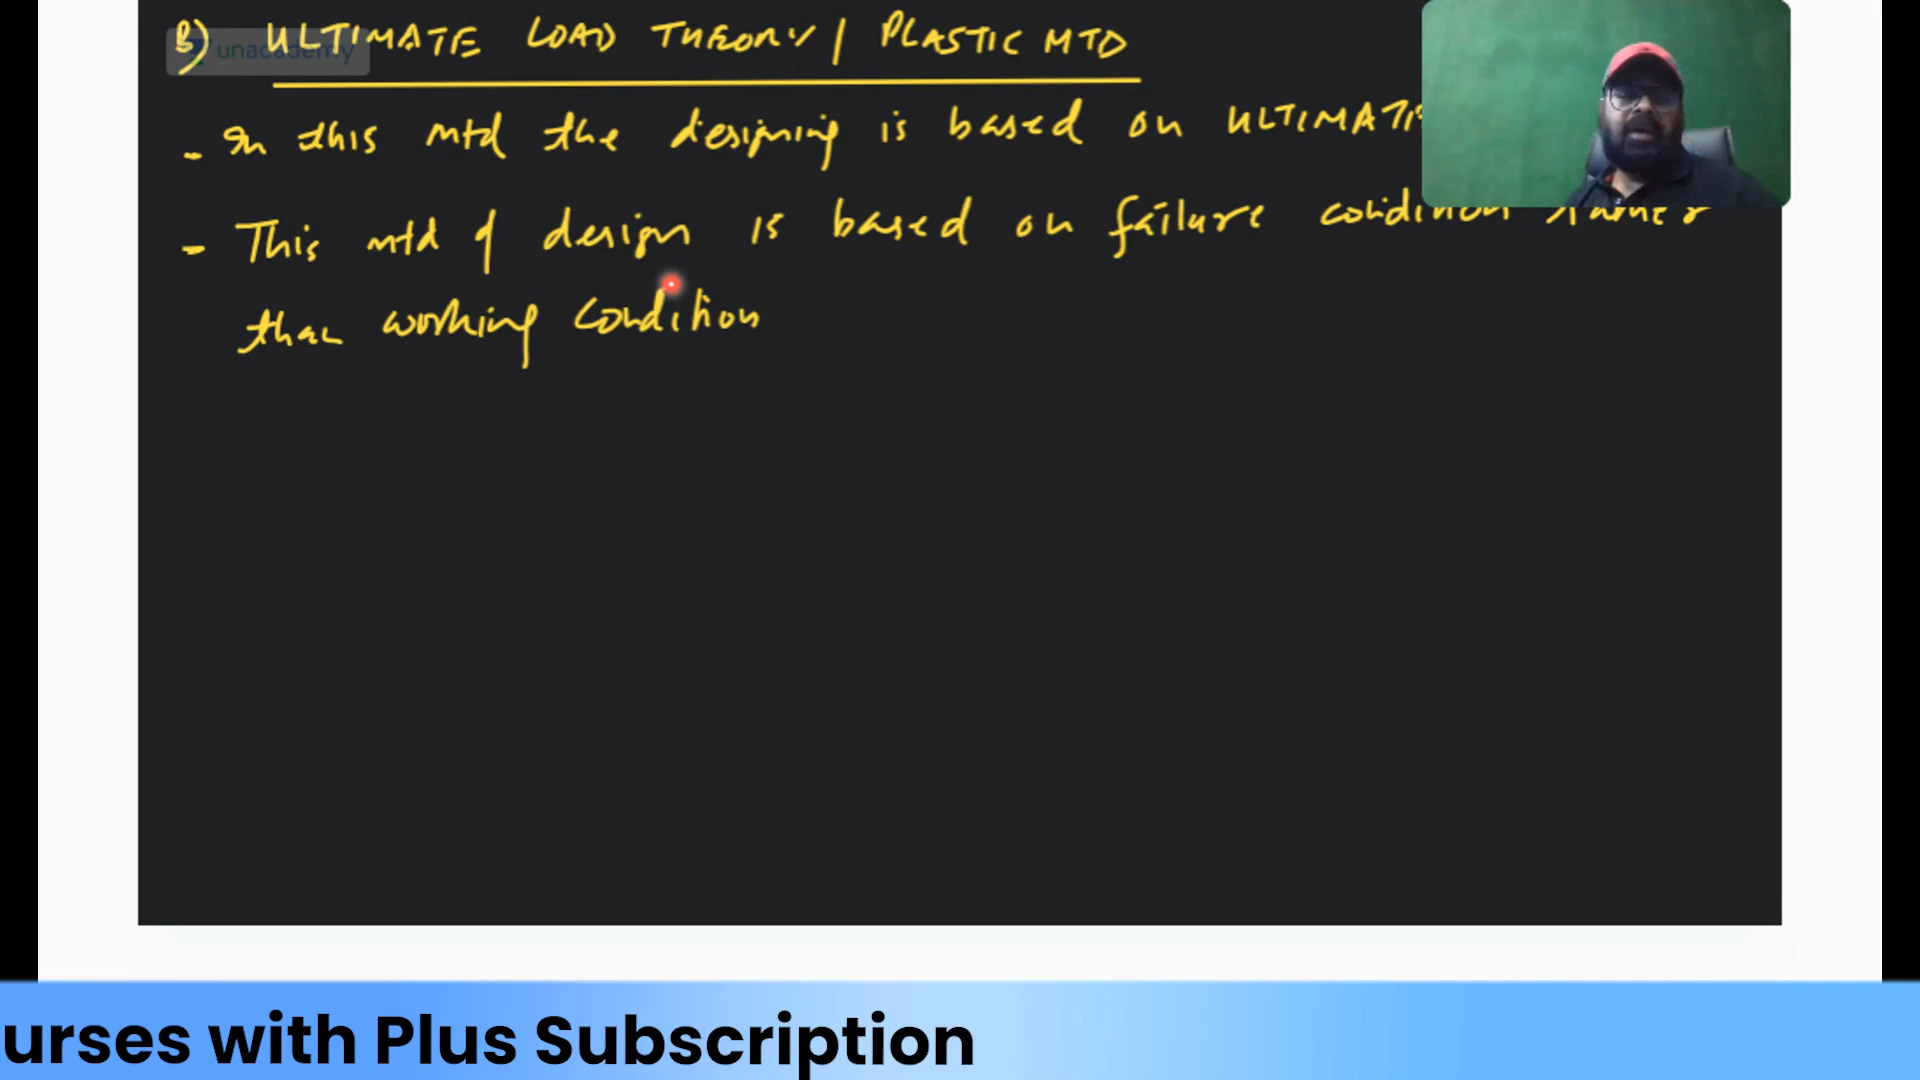 B) ULTIMATE LOAD THEORY / PLASTIC MTD
unacademy
- In this mtd the designing is based on ULTIMATE
- This mtd of design is based on failure condition rather
than working condition
urses with Plus Subscription